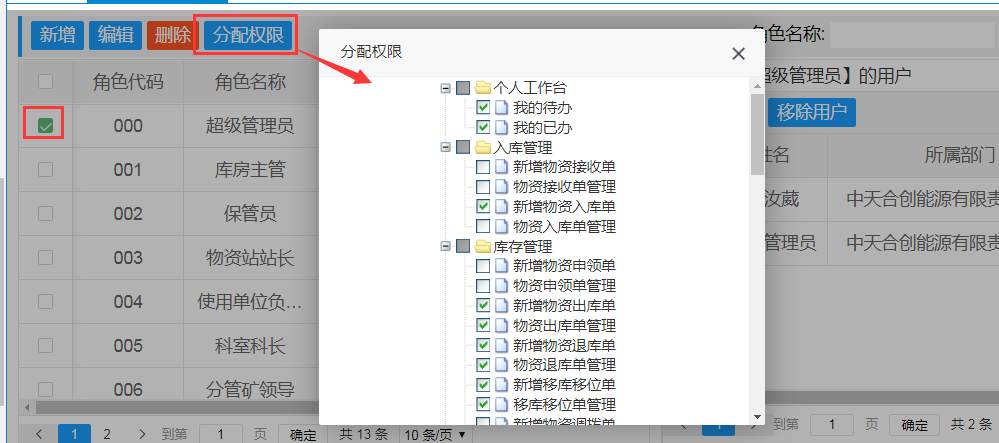 新增 编辑 删除 分配权限
角色代码 角色名称
000 超级管理员
001 库房主管
002 保管员
003 物资站站长
004 使用单位负...
005 科室科长
006 分管矿领导
1 2 到第 1 页 确定 共 13 条 10 条/页
分配权限
个人工作台
我的待办
我的已办
入库管理
新增物资接收单
物资接收单管理
新增物资入库单
物资入库单管理
库存管理
新增物资申领单
物资申领单管理
新增物资出库单
物资出库单管理
新增物资退库单
物资退库单管理
新增移库移位单
移库移位单管理
新增物资调拨单
角色名称:
超级管理员】的用户
移除用户
姓名 所属部门
汝葳 中天合创能源有限责
管理员 中天合创能源有限责
1 到第 1 页 确定 共 2 条